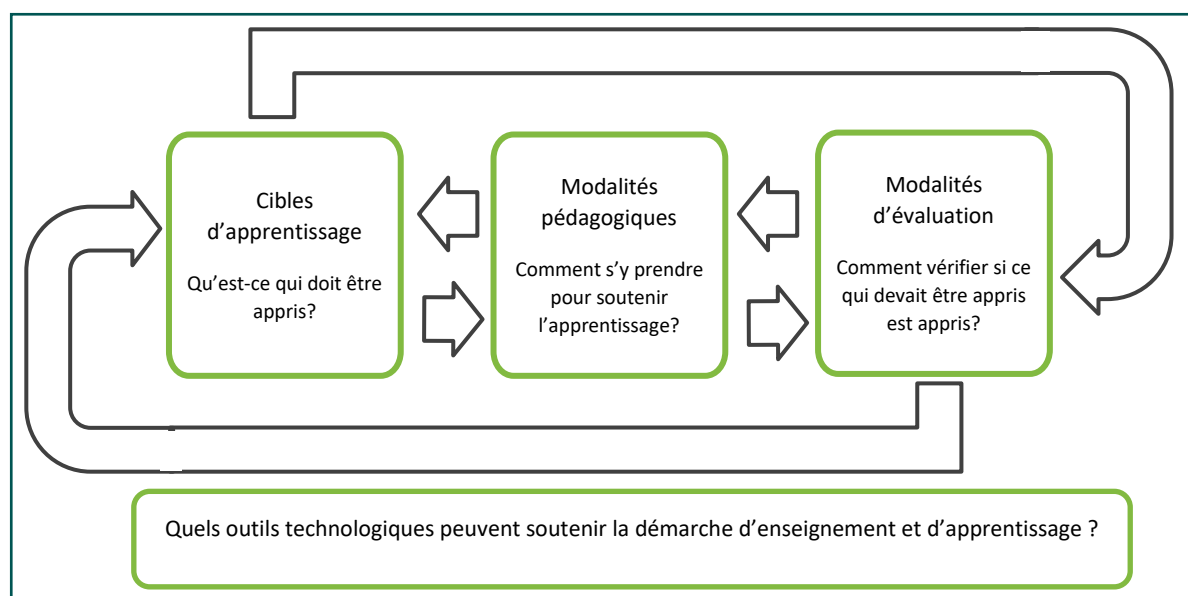 Cibles
d’apprentissage
Qu’est-ce qui doit être
appris?
Modalités
pédagogiques
Comment s’y prendre
pour soutenir
l’apprentissage?
Modalités
d’évaluation
Comment vérifier si ce
qui devait être appris
est appris?
Quels outils technologiques peuvent soutenir la démarche d’enseignement et d’apprentissage ?